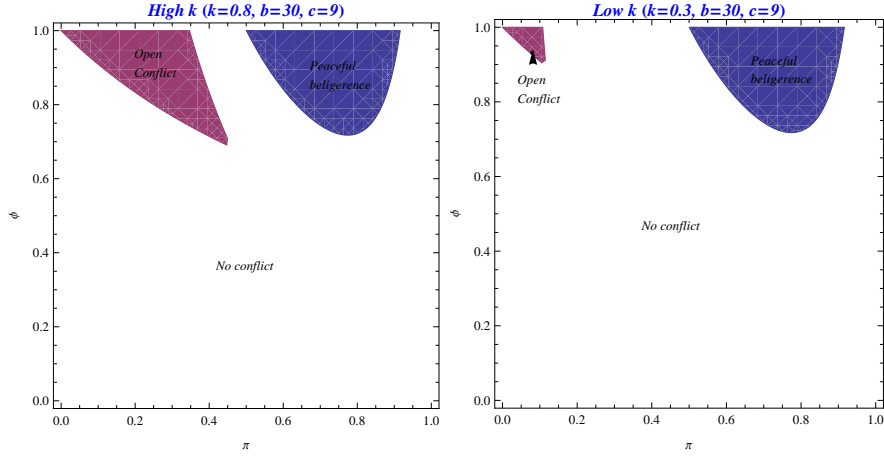 High k (k=0.8, b=30, c=9)
1.0
0.8
0.6
0.4
0.2
0.0
ϕ
Open
Conflict
Peaceful
beligerence
No conflict
0.0 0.2 0.4 0.6 0.8 1.0
π
Low k (k=0.3, b=30, c=9)
1.0
0.8
0.6
0.4
0.2
0.0
ϕ
Open
Conflict
Peaceful
beligerence
No conflict
0.0 0.2 0.4 0.6 0.8 1.0
π